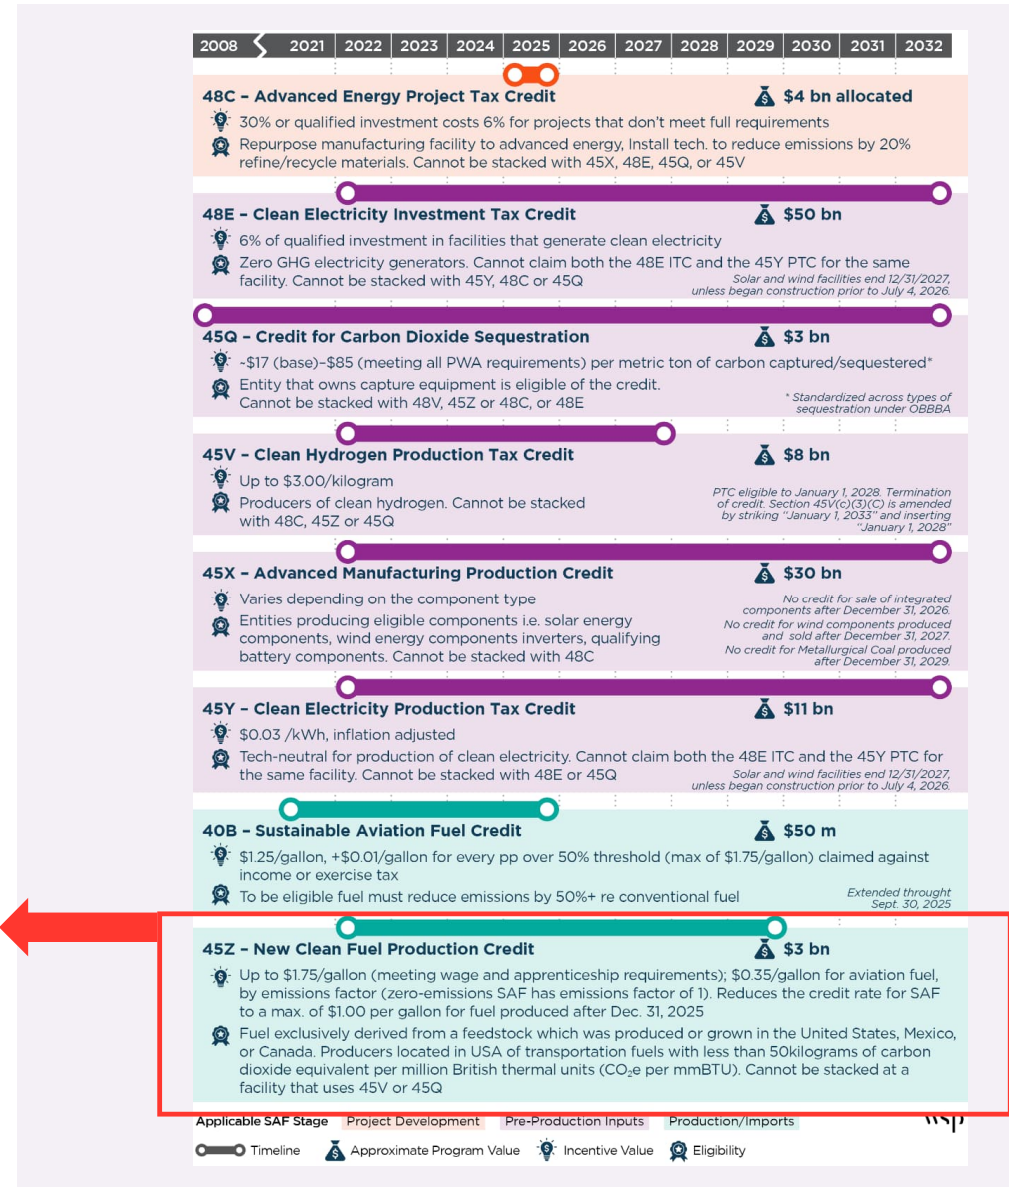 2008 2021 2022 2023 2024 2025 2026 2027 2028 2029 2030 2031 2032
48C – Advanced Energy Project Tax Credit $4 bn allocated
30% or qualified investment costs 6% for projects that don't meet full requirements
Repurpose manufacturing facility to advanced energy, Install tech. to reduce emissions by 20%
refine/recycle materials. Cannot be stacked with 45X, 48E, 45Q, or 45V
48E – Clean Electricity Investment Tax Credit $50 bn
6% of qualified investment in facilities that generate clean electricity
Zero GHG electricity generators. Cannot claim both the 48E ITC and the 45Y PTC for the same
facility. Cannot be stacked with 45Y, 48C or 45Q
Solar and wind facilities end 12/31/2027,
unless began construction prior to July 4, 2026.
45Q – Credit for Carbon Dioxide Sequestration $3 bn
~$17 (base)–$85 (meeting all PWA requirements) per metric ton of carbon captured/sequestered*
Entity that owns capture equipment is eligible of the credit.
Cannot be stacked with 48V, 45Z or 48C, or 48E
* Standardized across types of
sequestration under OBBBA
45V – Clean Hydrogen Production Tax Credit $8 bn
Up to $3.00/kilogram
Producers of clean hydrogen. Cannot be stacked
with 48C, 45Z or 45Q
PTC eligible to January 1, 2028. Termination
of credit. Section 45V(c)(3)(C) is amended
by striking "January 1, 2033" and inserting
"January 1, 2028"
45X – Advanced Manufacturing Production Credit $30 bn
Varies depending on the component type
Entities producing eligible components i.e. solar energy
components, wind energy components inverters, qualifying
battery components. Cannot be stacked with 48C
No credit for sale of integrated
components after December 31, 2026.
No credit for wind components produced
and sold after December 31, 2027.
No credit for Metallurgical Coal produced
after December 31, 2029.
45Y – Clean Electricity Production Tax Credit $11 bn
$0.03 /kWh, inflation adjusted
Tech-neutral for production of clean electricity. Cannot claim both the 48E ITC and the 45Y PTC for
the same facility. Cannot be stacked with 48E or 45Q
Solar and wind facilities end 12/31/2027,
unless began construction prior to July 4, 2026.
40B – Sustainable Aviation Fuel Credit $50 m
$1.25/gallon, +$0.01/gallon for every pp over 50% threshold (max of $1.75/gallon) claimed against
income or exercise tax
To be eligible fuel must reduce emissions by 50%+ re conventional fuel
Extended throught
Sept. 30, 2025
45Z – New Clean Fuel Production Credit $3 bn
Up to $1.75/gallon (meeting wage and apprenticeship requirements); $0.35/gallon for aviation fuel,
by emissions factor (zero-emissions SAF has emissions factor of 1). Reduces the credit rate for SAF
to a max. of $1.00 per gallon for fuel produced after Dec. 31, 2025
Fuel exclusively derived from a feedstock which was produced or grown in the United States, Mexico,
or Canada. Producers located in USA of transportation fuels with less than 50kilograms of carbon
dioxide equivalent per million British thermal units (CO₂e per mmBTU). Cannot be stacked at a
facility that uses 45V or 45Q
Applicable SAF Stage Project Development Pre-Production Inputs Production/Imports wsp
Timeline Approximate Program Value Incentive Value Eligibility